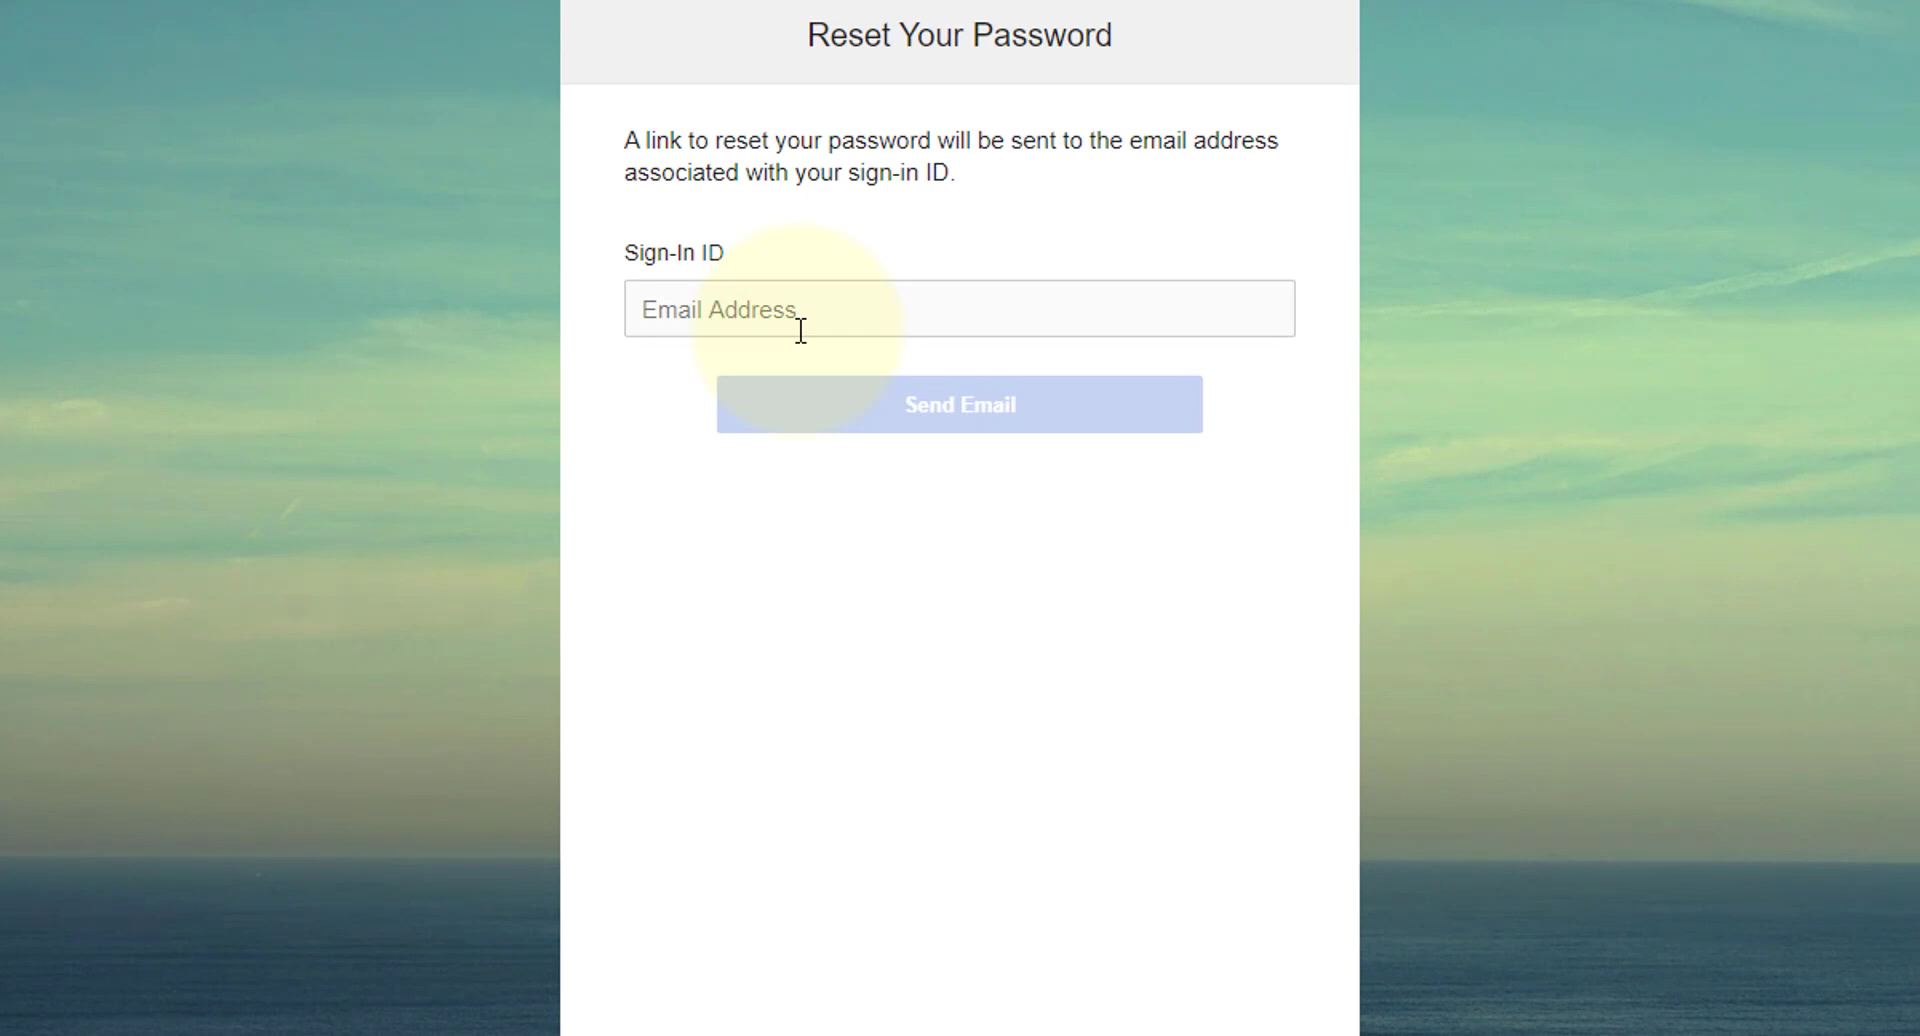 Reset Your Password
A link to reset your password will be sent to the email address
associated with your sign-in ID.
Sign-In ID
Email Address
Send Email